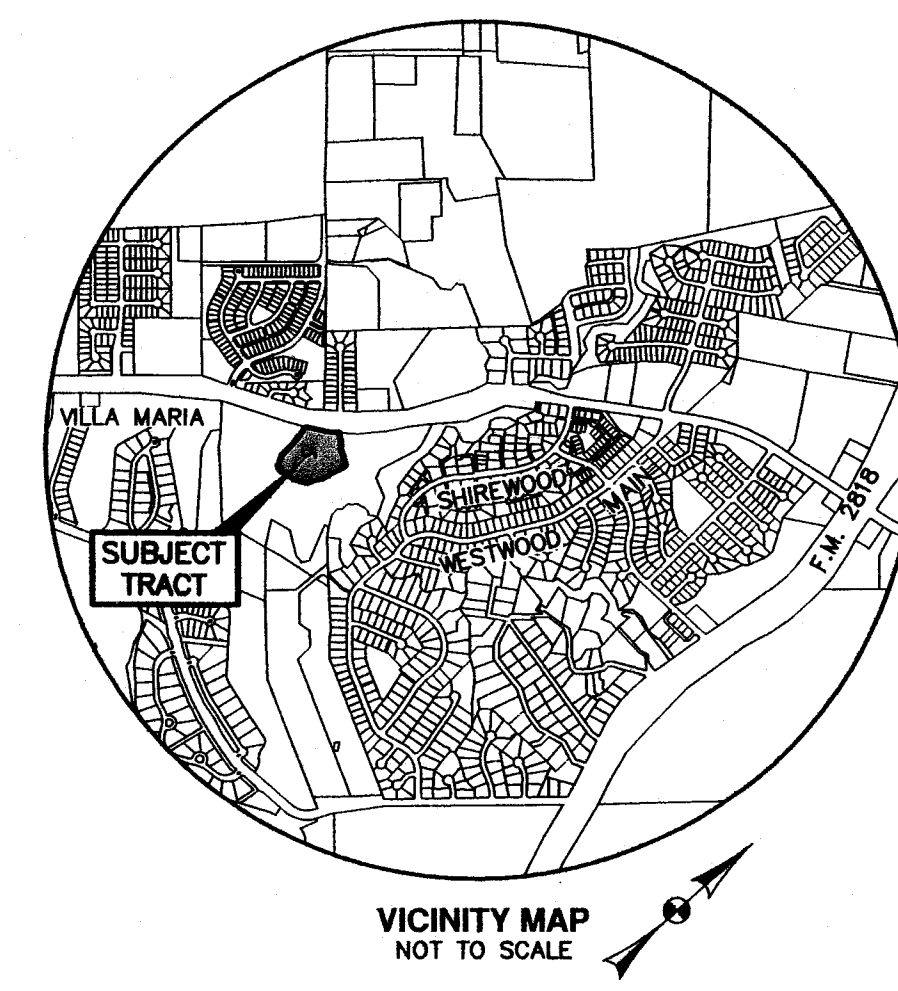 VILLA MARIA
SHIREWOOD
MAIN
WESTWOOD
F.M. 2818
SUBJECT
TRACT
VICINITY MAP
NOT TO SCALE